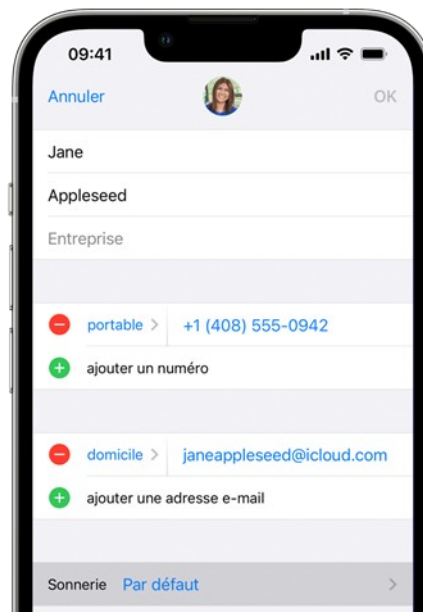 09:41
Annuler OK
Jane
Appleseed
Entreprise
portable +1 (408) 555-0942
ajouter un numéro
domicile janeappleseed@icloud.com
ajouter une adresse e-mail
Sonnerie Par défaut